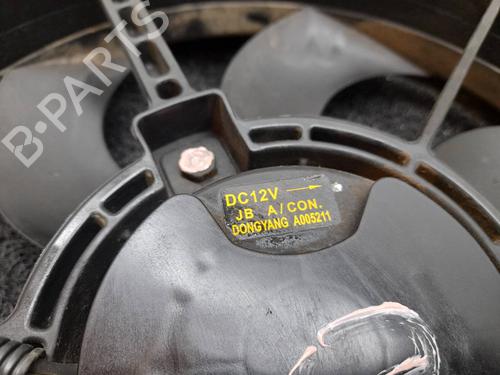 B-PARTS
DC12V →
JB A/CON.
DONGYANG A005211